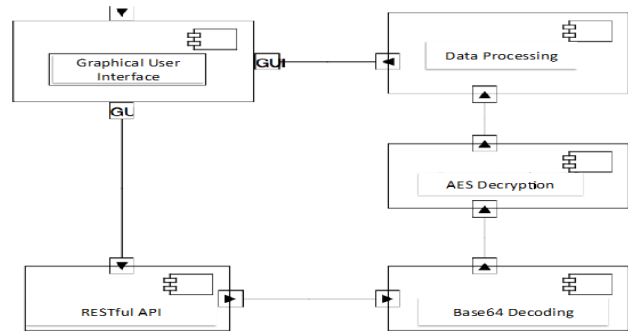 Graphical User
Interface
GUI
Data Processing
GU
AES Decryption
RESTful API
Base64 Decoding